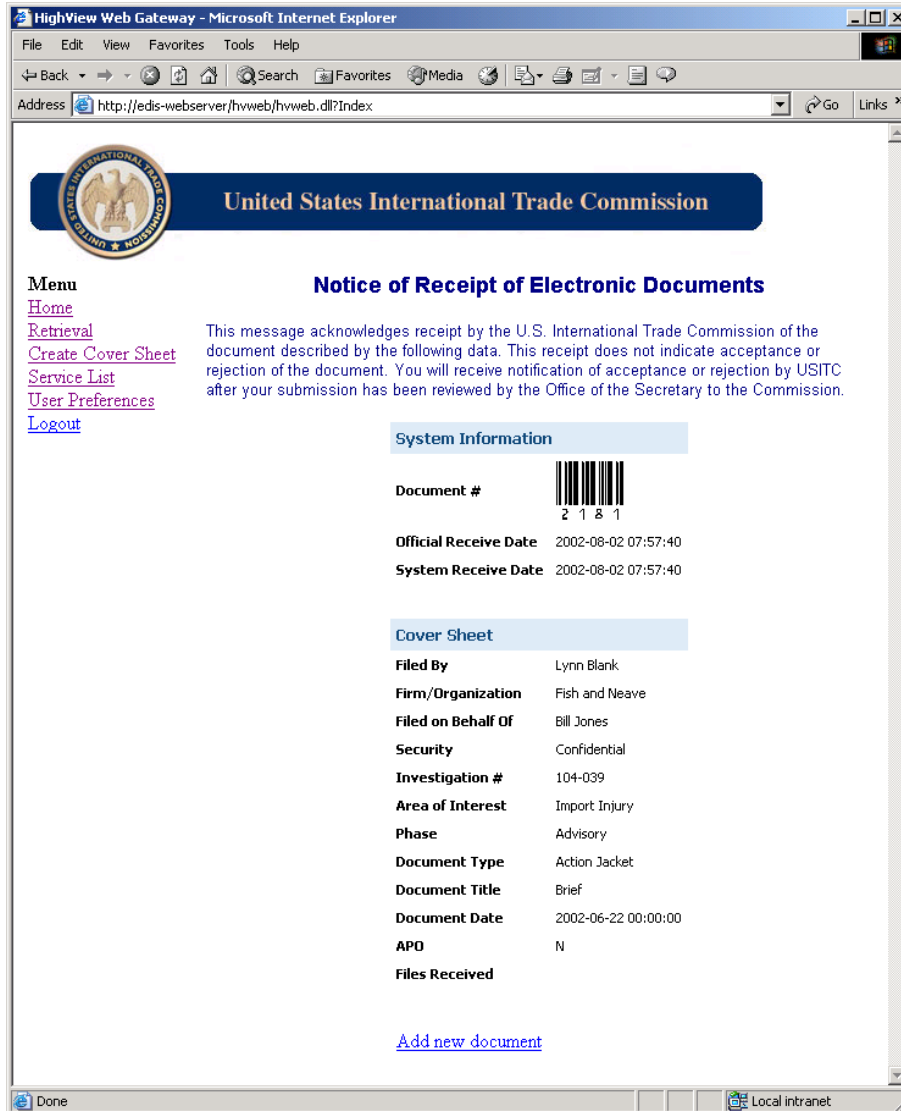 HighView Web Gateway - Microsoft Internet Explorer
File Edit View Favorites Tools Help
Back Search Favorites Media
Address http://edis-webserver/hvweb/hvweb.dll?Index Go Links »
UNITED STATES INTERNATIONAL TRADE COMMISSION
United States International Trade Commission
Menu
Home
Retrieval
Create Cover Sheet
Service List
User Preferences
Logout
Notice of Receipt of Electronic Documents
This message acknowledges receipt by the U.S. International Trade Commission of the
document described by the following data. This receipt does not indicate acceptance or
rejection of the document. You will receive notification of acceptance or rejection by USITC
after your submission has been reviewed by the Office of the Secretary to the Commission.
System Information
Document #
2 1 8 1
Official Receive Date 2002-08-02 07:57:40
System Receive Date 2002-08-02 07:57:40
Cover Sheet
Filed By Lynn Blank
Firm/Organization Fish and Neave
Filed on Behalf Of Bill Jones
Security Confidential
Investigation # 104-039
Area of Interest Import Injury
Phase Advisory
Document Type Action Jacket
Document Title Brief
Document Date 2002-06-22 00:00:00
APO N
Files Received
Add new document
Done Local intranet